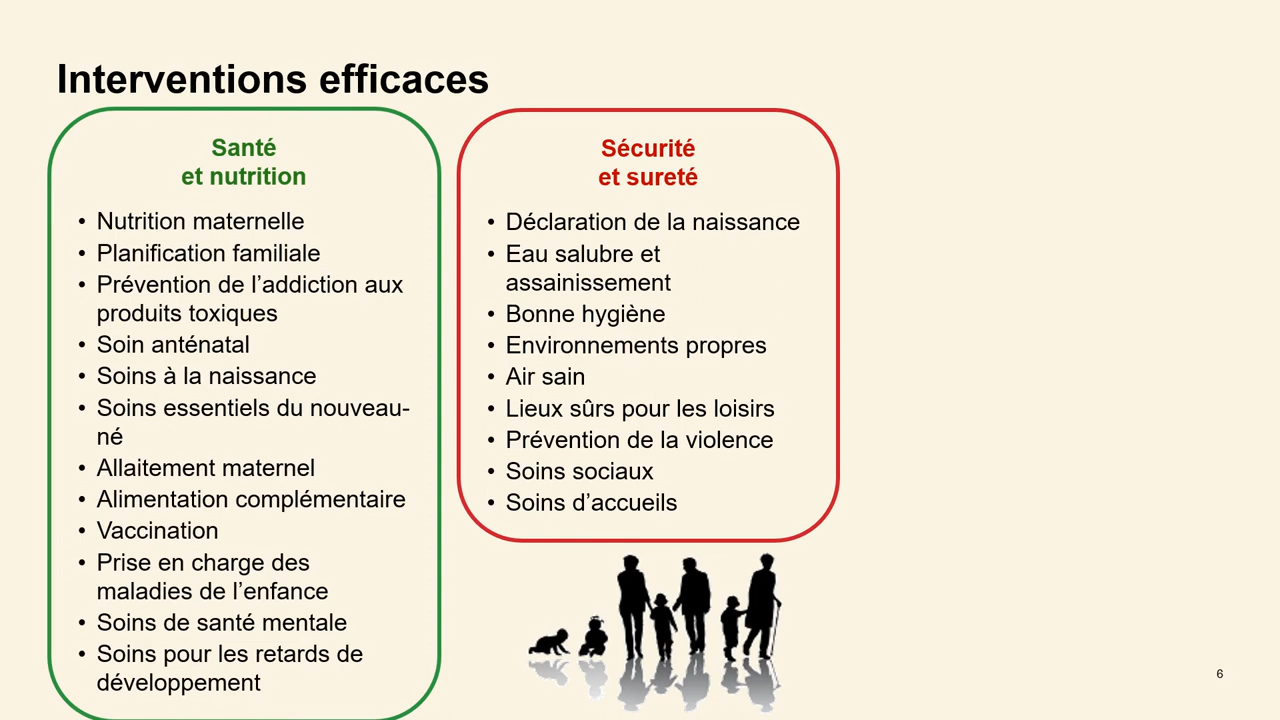 Interventions efficaces
Santé
et nutrition
• Nutrition maternelle
• Planification familiale
• Prévention de l’addiction aux
produits toxiques
• Soin anténatal
• Soins à la naissance
• Soins essentiels du nouveau-
né
• Allaitement maternel
• Alimentation complémentaire
• Vaccination
• Prise en charge des
maladies de l’enfance
• Soins de santé mentale
• Soins pour les retards de
développement
Sécurité
et sureté
• Déclaration de la naissance
• Eau salubre et
assainissement
• Bonne hygiène
• Environnements propres
• Air sain
• Lieux sûrs pour les loisirs
• Prévention de la violence
• Soins sociaux
• Soins d’accueils
6